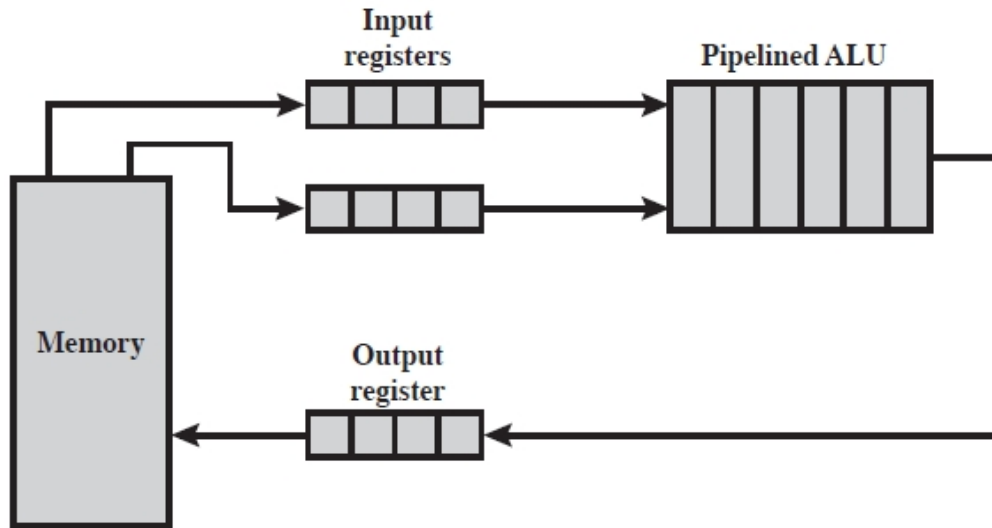 Input
registers
Pipelined ALU
Memory
Output
register